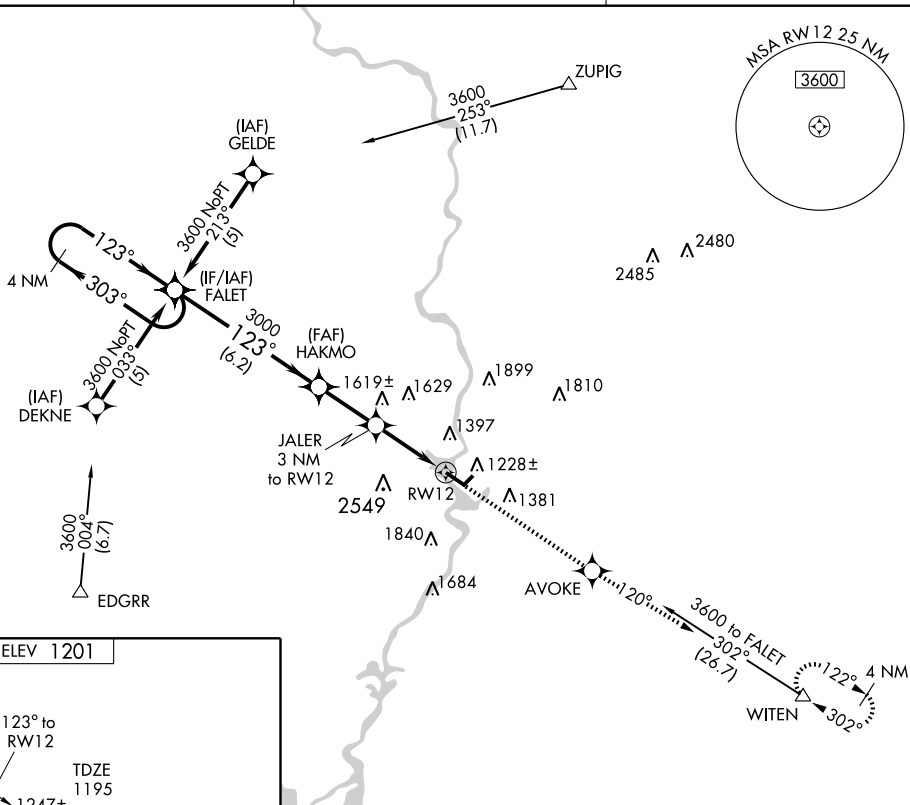 MSA RW12 25 NM
3600
ZUPIG
3600
253°
(11.7)
(IAF)
GELDE
3600 NoPT
213°
(5)
123°
303°
4 NM
(IF/IAF)
FALET
2480
2485
3000
123°
(6.2)
(FAF)
HAKMO
3600 NoPT
033°
(5)
(IAF)
DEKNE
1619±
1629
1899
1810
JALER
3 NM
to RW12
1397
1228±
RW12
1381
2549
1840
1684
3600
004°
(6.7)
EDGRR
AVOKE
120°
3600 to FALET
302°
(26.7)
122°
4 NM
302°
WITEN
ELEV 1201
123° to
RW12
TDZE
1195
1247±